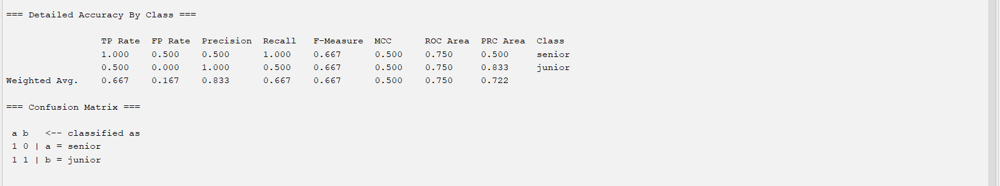 === Detailed Accuracy By Class ===
TP Rate FP Rate Precision Recall F-Measure MCC ROC Area PRC Area Class
1.000 0.500 0.500 1.000 0.667 0.500 0.750 0.500 senior
0.500 0.000 1.000 0.500 0.667 0.500 0.750 0.833 junior
Weighted Avg. 0.667 0.167 0.833 0.667 0.667 0.500 0.750 0.722
=== Confusion Matrix ===
a b <-- classified as
1 0 | a = senior
1 1 | b = junior